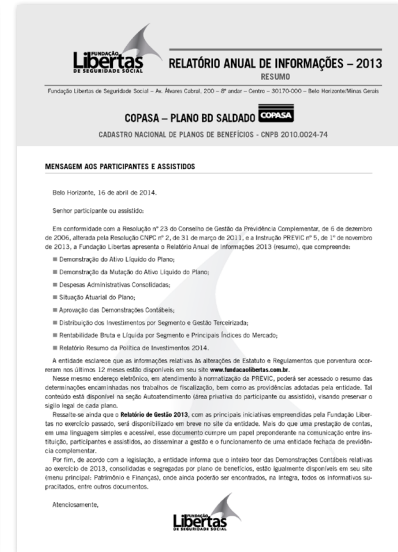 FUNDAÇÃO
Libertas
DE SEGURIDADE SOCIAL
RELATÓRIO ANUAL DE INFORMAÇÕES – 2013
RESUMO
Fundação Libertas de Seguridade Social – Av. Álvares Cabral, 200 – 8º andar – Centro – 30170-000 – Belo Horizonte/Minas Gerais
COPASA – PLANO BD SALDADO COPASA
CADASTRO NACIONAL DE PLANOS DE BENEFÍCIOS - CNPB 2010.0024-74
MENSAGEM AOS PARTICIPANTES E ASSISTIDOS
Belo Horizonte, 16 de abril de 2014.
Senhor participante ou assistido:
Em conformidade com a Resolução nº 23 do Conselho de Gestão da Previdência Complementar, de 6 de dezembro
de 2006, alterada pela Resolução CNPC nº 2, de 31 de março de 2011, e a Instrução PREVIC nº 5, de 1º de novembro
de 2013, a Fundação Libertas apresenta o Relatório Anual de Informações 2013 (resumo), que compreende:
■ Demonstração do Ativo Líquido do Plano;
■ Demonstração da Mutação do Ativo Líquido do Plano;
■ Despesas Administrativas Consolidadas;
■ Situação Atuarial do Plano;
■ Aprovação das Demonstrações Contábeis;
■ Distribuição dos Investimentos por Segmento e Gestão Terceirizada;
■ Rentabilidade Bruta e Líquida por Segmento e Principais Índices do Mercado;
■ Relatório Resumo da Política de Investimentos 2014.
A entidade esclarece que as informações relativas às alterações de Estatuto e Regulamentos que porventura ocor-
reram nos últimos 12 meses estão disponíveis em seu site www.fundacaolibertas.com.br.
Nesse mesmo endereço eletrônico, em atendimento à normatização da PREVIC, poderá ser acessado o resumo das
determinações encaminhadas nos trabalhos de fiscalização, bem como as providências adotadas pela entidade. Tal
conteúdo está disponível na seção Autoatendimento (área privativa do participante ou assistido), visando preservar o
sigilo legal de cada plano.
Ressalte-se ainda que o Relatório de Gestão 2013, com as principais iniciativas empreendidas pela Fundação Liber-
tas no exercício passado, será disponibilizado em breve no site da entidade. Mais do que uma prestação de contas,
em uma linguagem simples e acessível, esse documento cumpre um papel preponderante na comunicação entre ins-
tituição, participantes e assistidos, ao disseminar a gestão e o funcionamento de uma entidade fechada de previdên-
cia complementar.
Por fim, de acordo com a legislação, a entidade informa que o inteiro teor das Demonstrações Contábeis relativas
ao exercício de 2013, consolidadas e segregadas por plano de benefícios, estão igualmente disponíveis em seu site
(menu principal: Patrimônio e Finanças), onde ainda poderão ser encontrados, na íntegra, todos os informativos su-
pracitados, entre outros documentos.
Atenciosamente,
FUNDAÇÃO
Libertas
DE SEGURIDADE SOCIAL